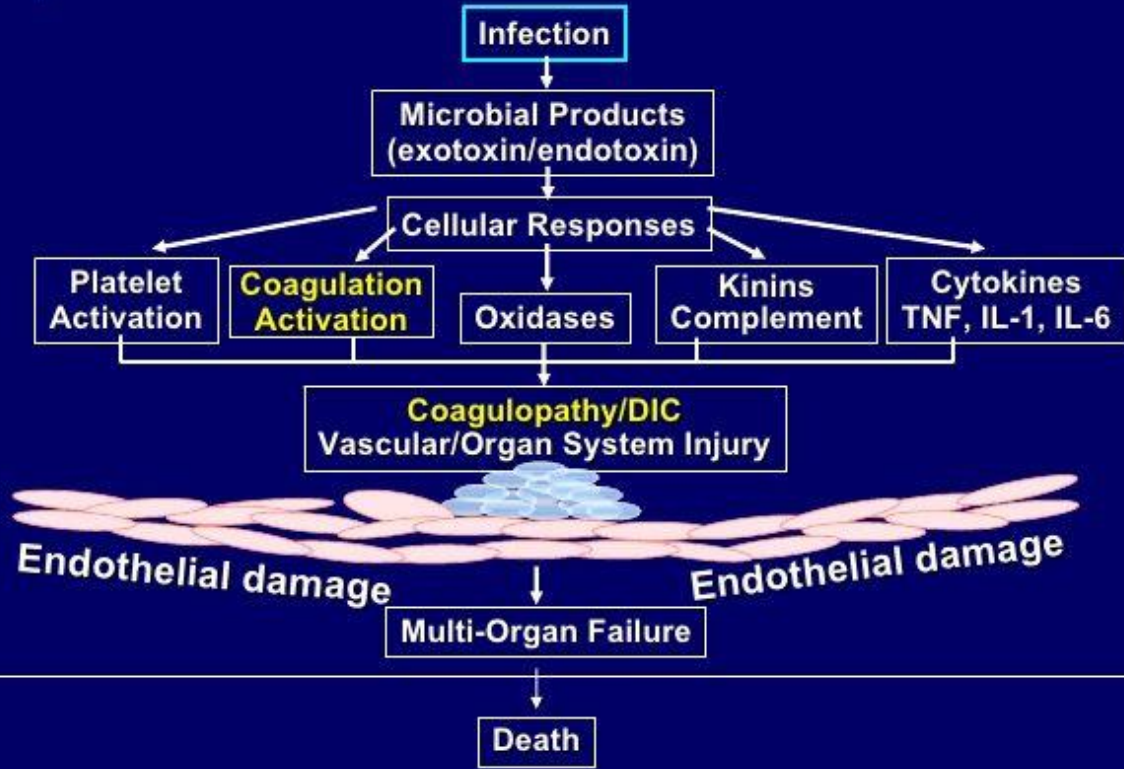 Infection
Microbial Products
(exotoxin/endotoxin)
Cellular Responses
Platelet
Activation
Coagulation
Activation
Oxidases
Kinins
Complement
Cytokines
TNF, IL-1, IL-6
Coagulopathy/DIC
Vascular/Organ System Injury
Endothelial damage
Endothelial damage
Multi-Organ Failure
Death